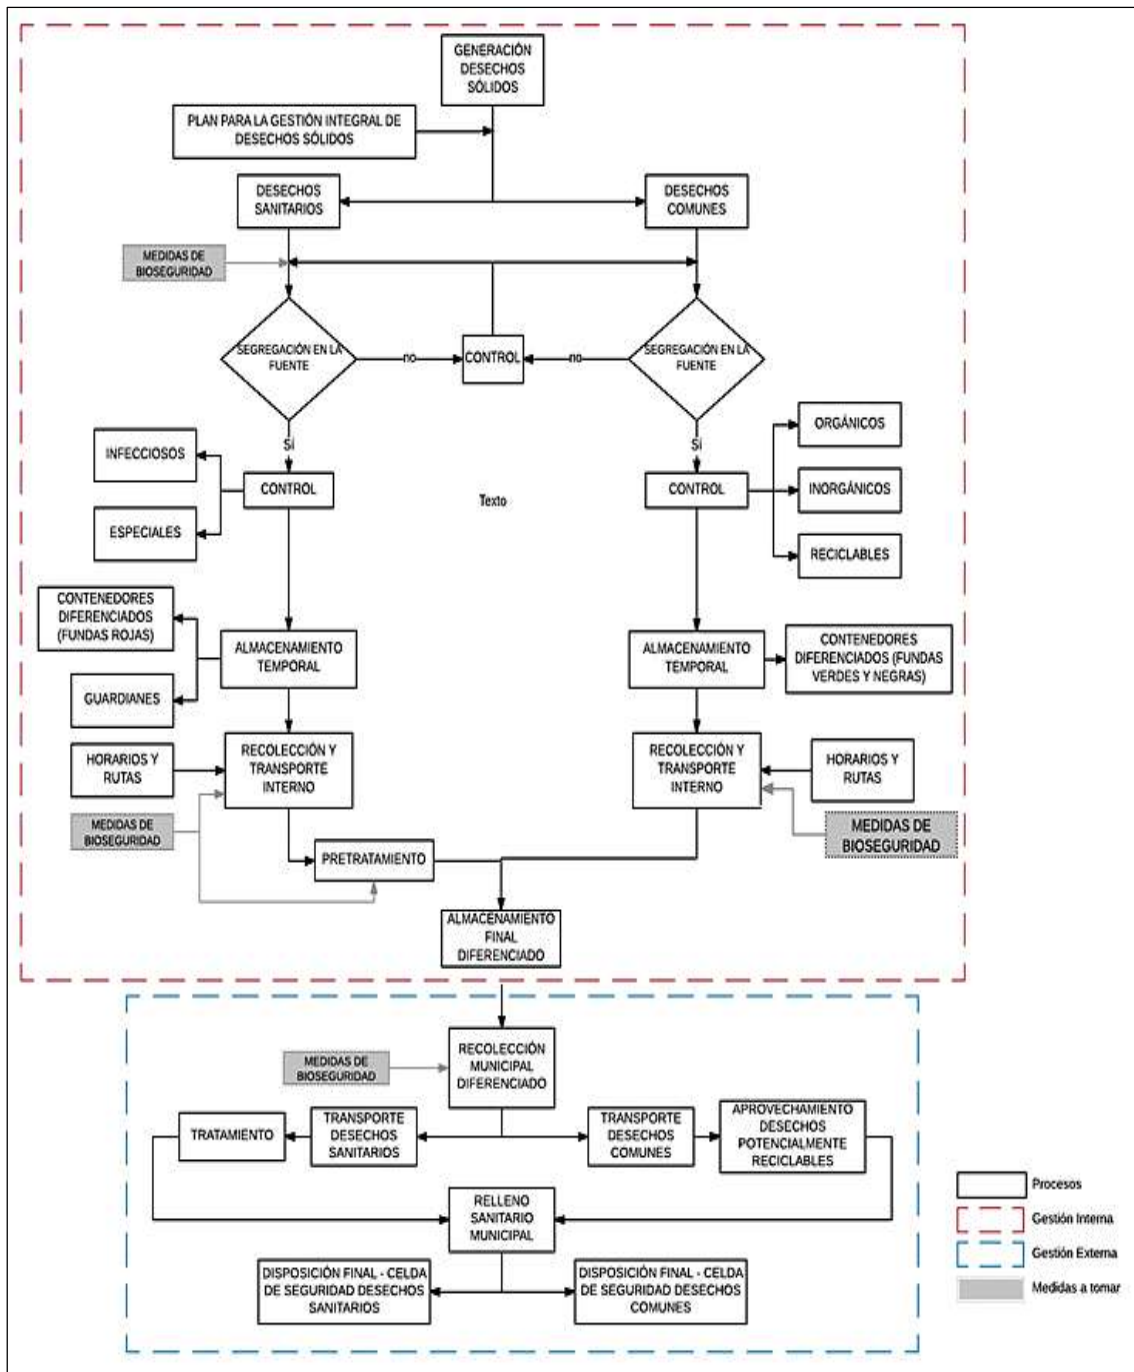 GENERACIÓN
DESECHOS
SÓLIDOS
PLAN PARA LA GESTIÓN INTEGRAL DE
DESECHOS SÓLIDOS
DESECHOS
SANITARIOS
DESECHOS
COMUNES
MEDIDAS DE
BIOSEGURIDAD
SEGREGACIÓN EN LA
FUENTE
no
CONTROL
no
SEGREGACIÓN EN LA
FUENTE
Sí
Sí
INFECCIOSOS
CONTROL
ESPECIALES
Texto
CONTROL
ORGÁNICOS
INORGÁNICOS
RECICLABLES
CONTENEDORES
DIFERENCIADOS
(FUNDAS ROJAS)
ALMACENAMIENTO
TEMPORAL
GUARDIANES
ALMACENAMIENTO
TEMPORAL
CONTENEDORES
DIFERENCIADOS (FUNDAS
VERDES Y NEGRAS)
HORARIOS Y
RUTAS
RECOLECCIÓN Y
TRANSPORTE
INTERNO
RECOLECCIÓN Y
TRANSPORTE
INTERNO
HORARIOS Y
RUTAS
MEDIDAS DE
BIOSEGURIDAD
MEDIDAS DE
BIOSEGURIDAD
PRETRATAMIENTO
ALMACENAMIENTO
FINAL
DIFERENCIADO
MEDIDAS DE
BIOSEGURIDAD
RECOLECCIÓN
MUNICIPAL
DIFERENCIADO
TRATAMIENTO
TRANSPORTE
DESECHOS
SANITARIOS
TRANSPORTE
DESECHOS
COMUNES
APROVECHAMIENTO
DESECHOS
POTENCIALMENTE
RECICLABLES
RELLENO
SANITARIO
MUNICIPAL
DISPOSICIÓN FINAL - CELDA
DE SEGURIDAD DESECHOS
SANITARIOS
DISPOSICIÓN FINAL - CELDA
DE SEGURIDAD DESECHOS
COMUNES
Procesos
Gestión Interna
Gestión Externa
Medidas a tomar